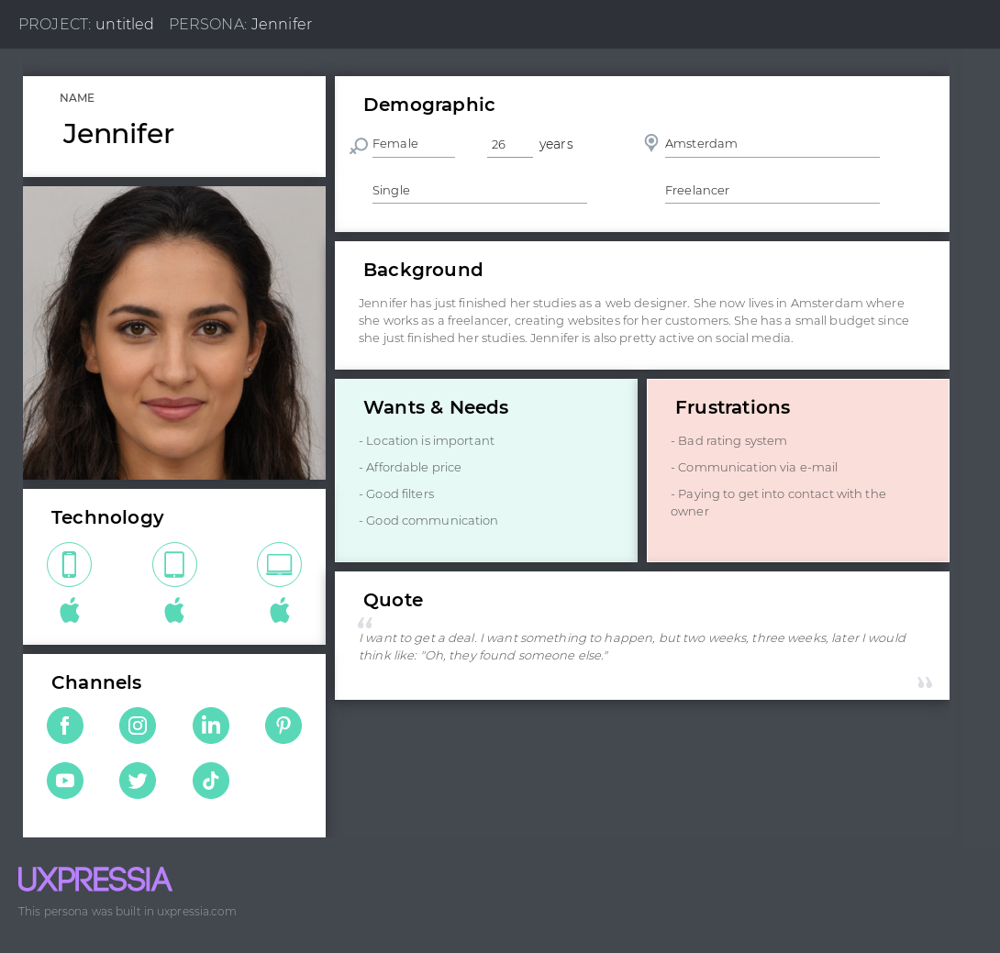 PROJECT: untitled PERSONA: Jennifer
NAME
Jennifer
Demographic
Female 26 years Amsterdam
Single Freelancer
Background
Jennifer has just finished her studies as a web designer. She now lives in Amsterdam where
she works as a freelancer, creating websites for her customers. She has a small budget since
she just finished her studies. Jennifer is also pretty active on social media.
Wants & Needs
- Location is important
- Affordable price
- Good filters
- Good communication
Frustrations
- Bad rating system
- Communication via e-mail
- Paying to get into contact with the
owner
Technology
Quote
“
I want to get a deal. I want something to happen, but two weeks, three weeks, later I would
think like: "Oh, they found someone else."
”
Channels
UXPRESSIA
This persona was built in uxpressia.com